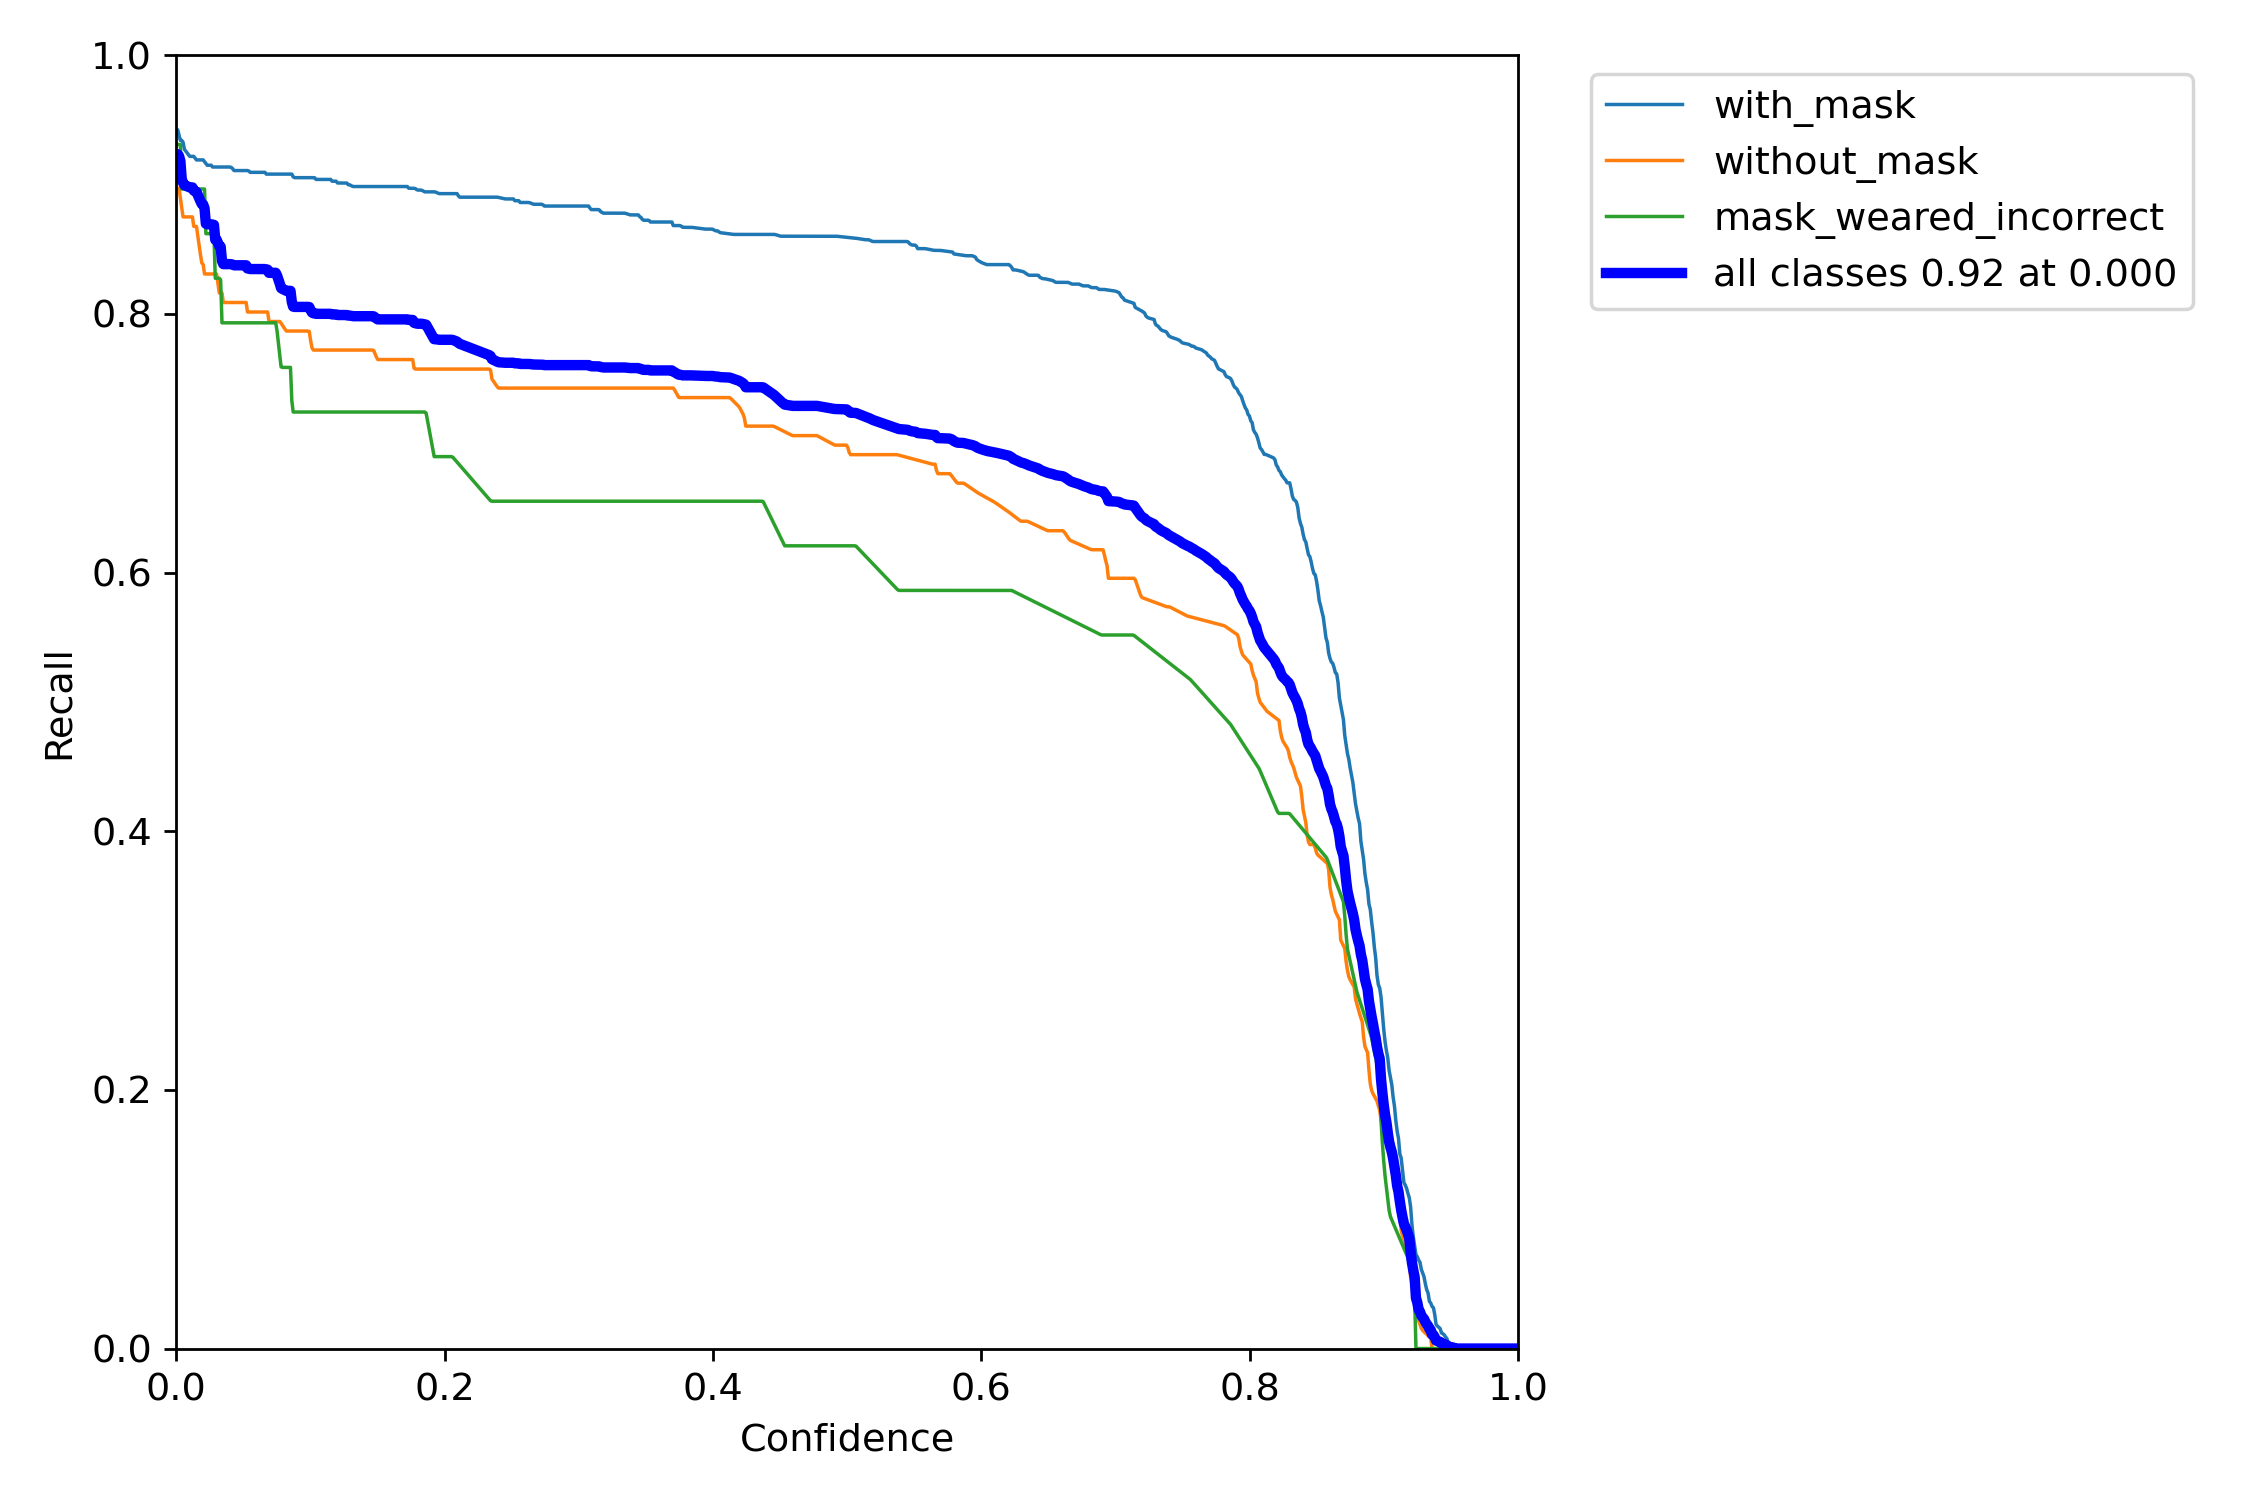 1.0
0.8
0.6
0.4
0.2
0.0
Recall
0.0 0.2 0.4 0.6 0.8 1.0
Confidence
with_mask
without_mask
mask_weared_incorrect
all classes 0.92 at 0.000